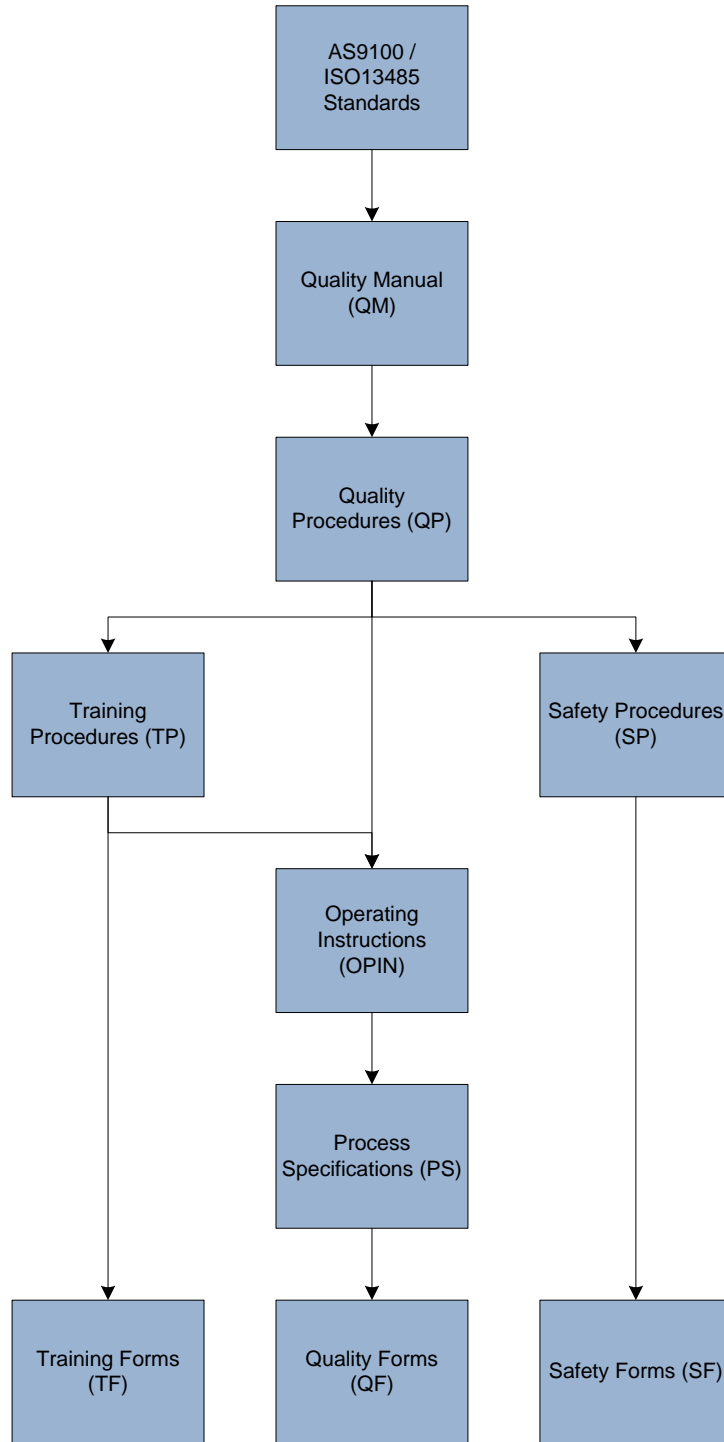 AS9100 /
ISO13485
Standards
Quality Manual
(QM)
Quality
Procedures (QP)
Training
Procedures (TP)
Safety Procedures
(SP)
Operating
Instructions
(OPIN)
Process
Specifications (PS)
Training Forms
(TF)
Quality Forms
(QF)
Safety Forms (SF)